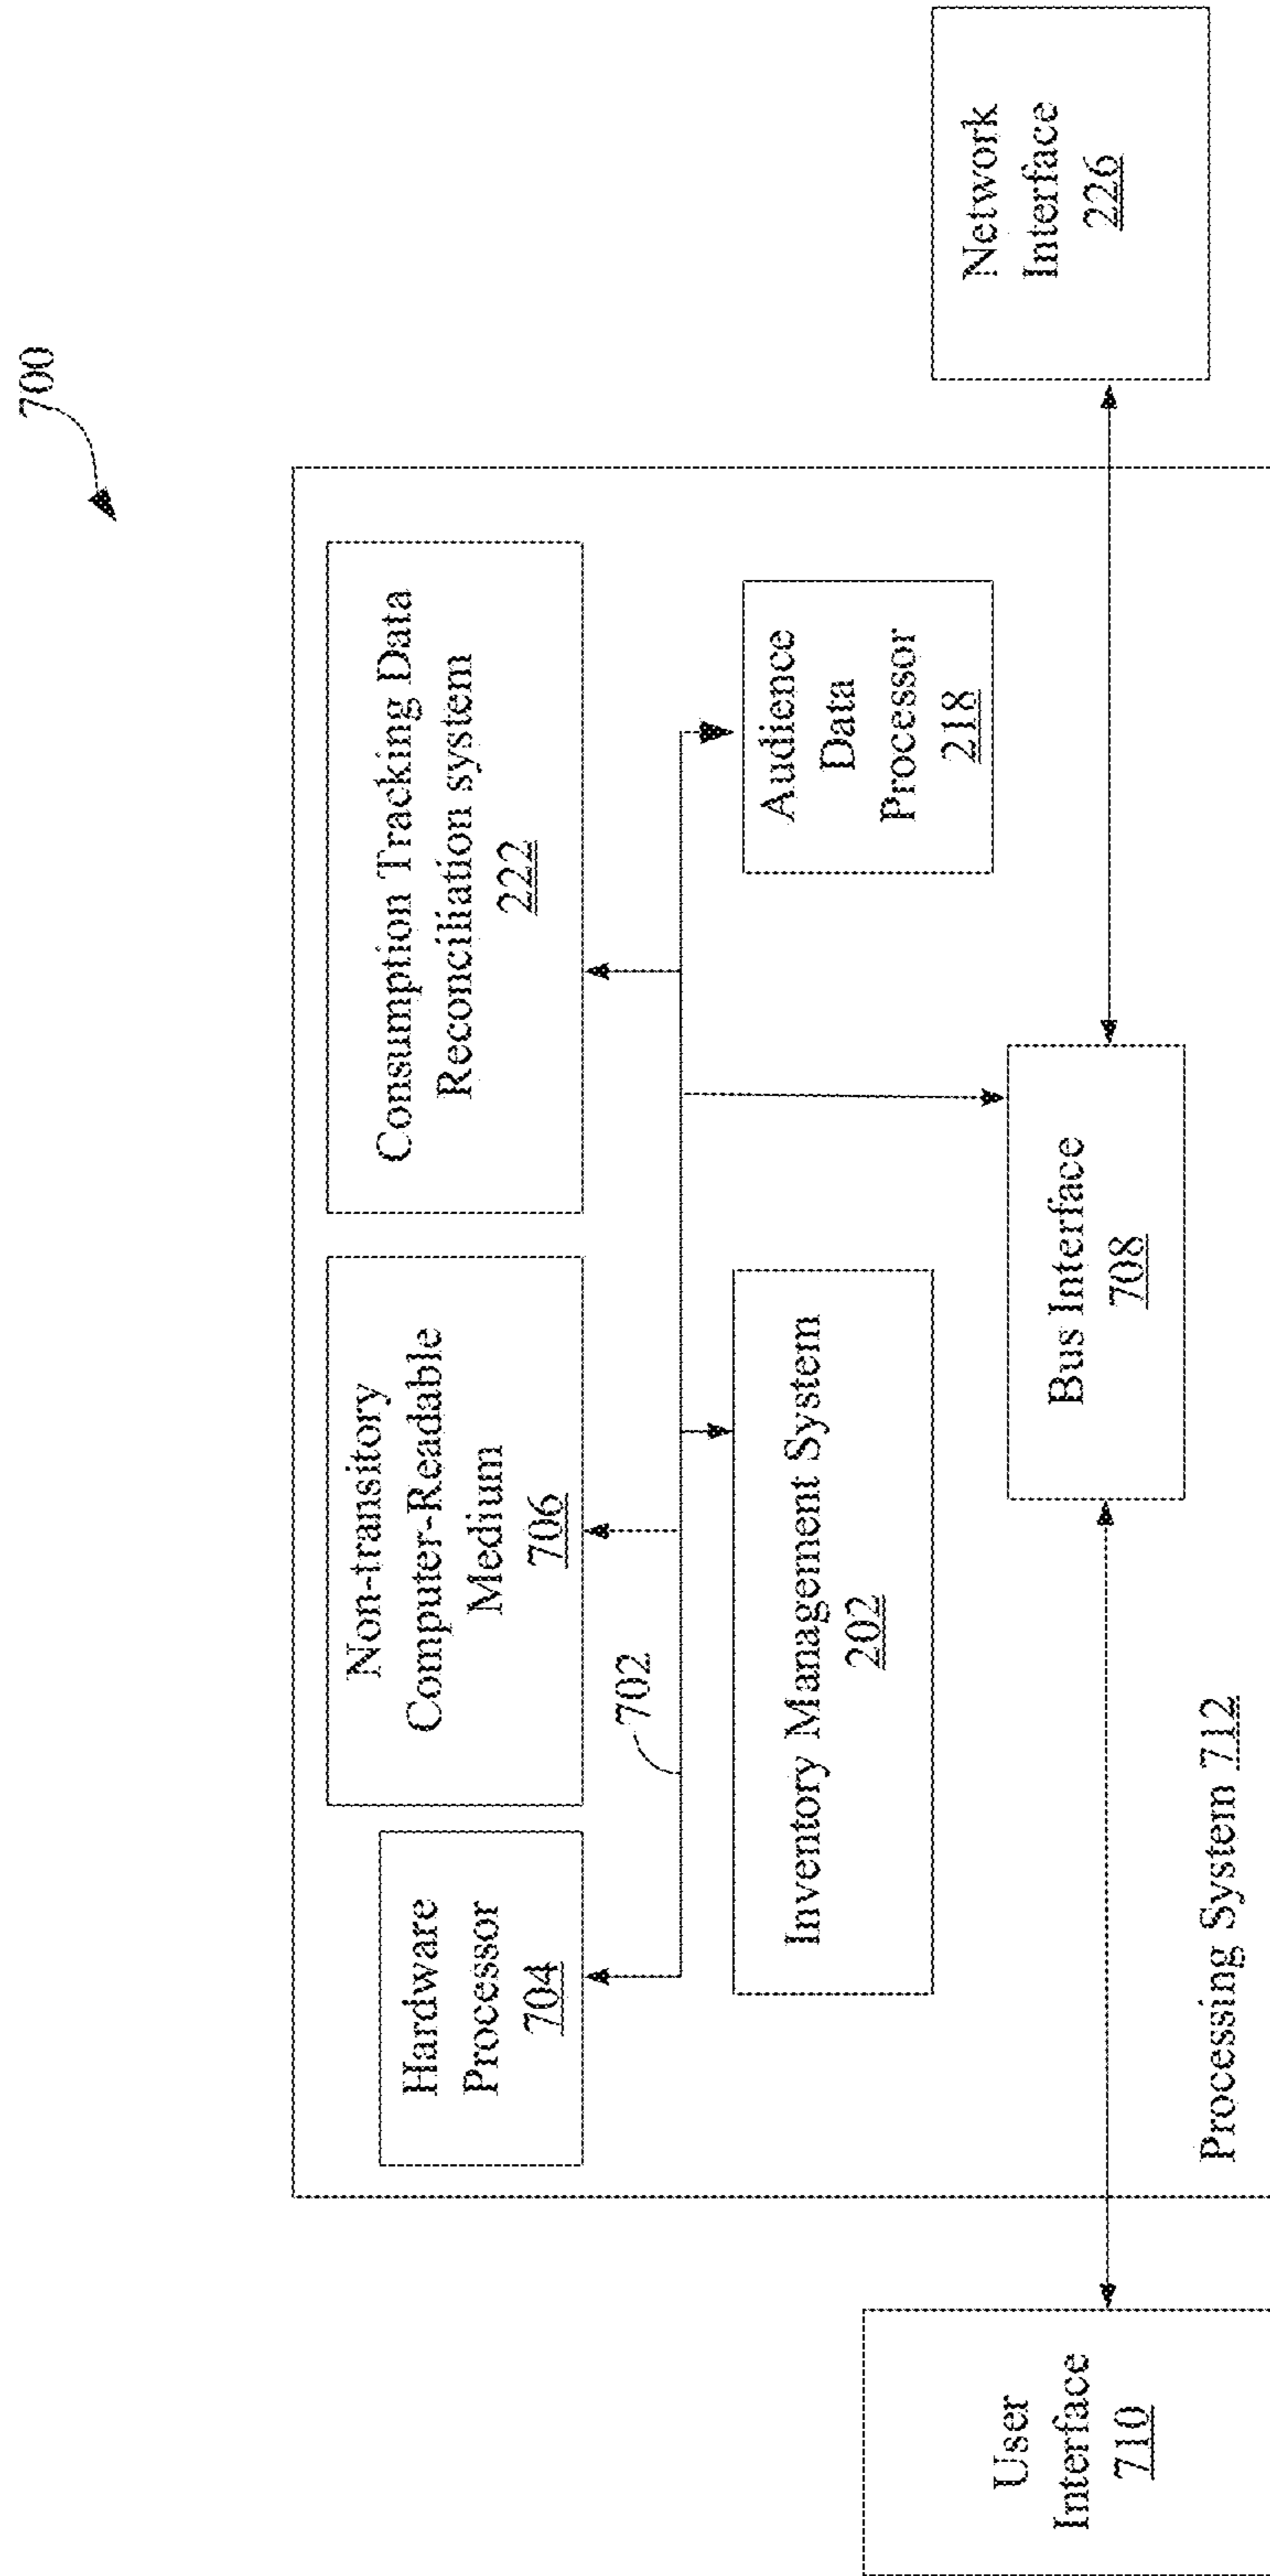 700
Hardware
Processor
704
Non-transitory
Computer-Readable
Medium
706
Consumption Tracking Data
Reconciliation system
222
702
Inventory Management System
202
Audience
Data
Processor
218
Bus Interface
708
User
Interface
710
Network
Interface
226
Processing System 712